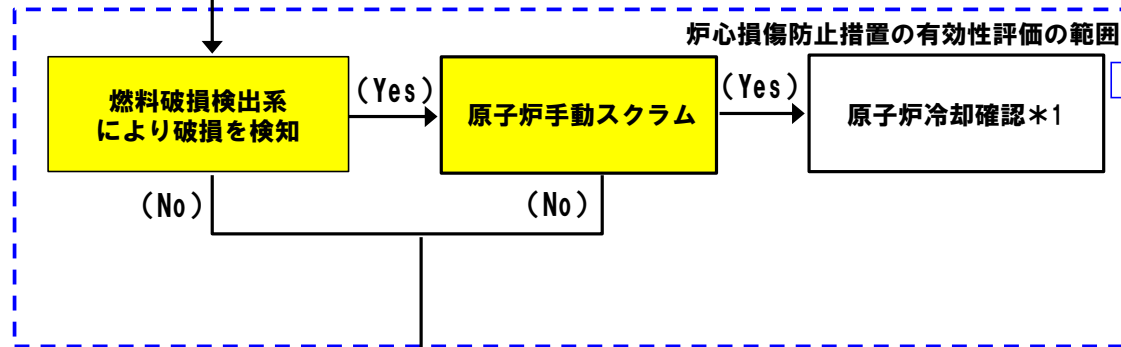 炉心損傷防止措置の有効性評価の範囲
燃料破損検出系
により破損を検知
(Yes)
原子炉手動スクラム
(Yes)
原子炉冷却確認＊1
(No)
(No)